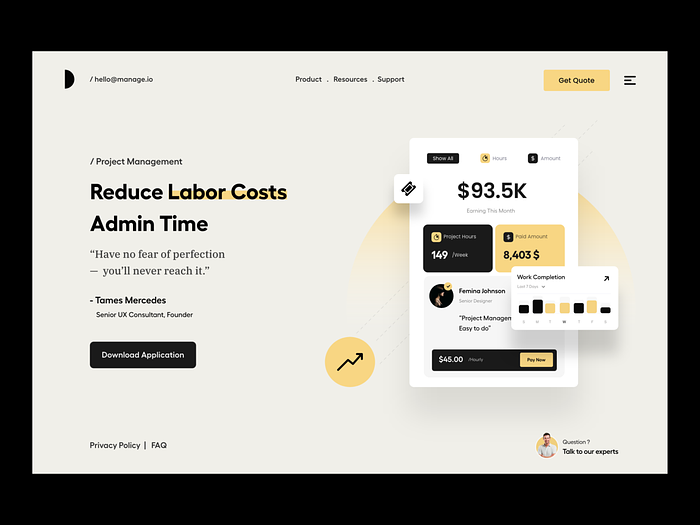 / hello@manage.io
Product . Resources . Support
Get Quote
/ Project Management
Reduce Labor Costs
Admin Time
“Have no fear of perfection
— you'll never reach it.”
- Tames Mercedes
Senior UX Consultant, Founder
Download Application
Show All
Hours
$ Amount
$93.5K
Earning This Month
Project Hours
149 /Week
$ Paid Amount
8,403 $
Femina Johnson
Senior Designer
"Project Managem
Easy to do"
$45.00 /Hourly
Pay Now
Work Completion
Last 7 Days
S M T W T F S
Privacy Policy | FAQ
Question ?
Talk to our experts